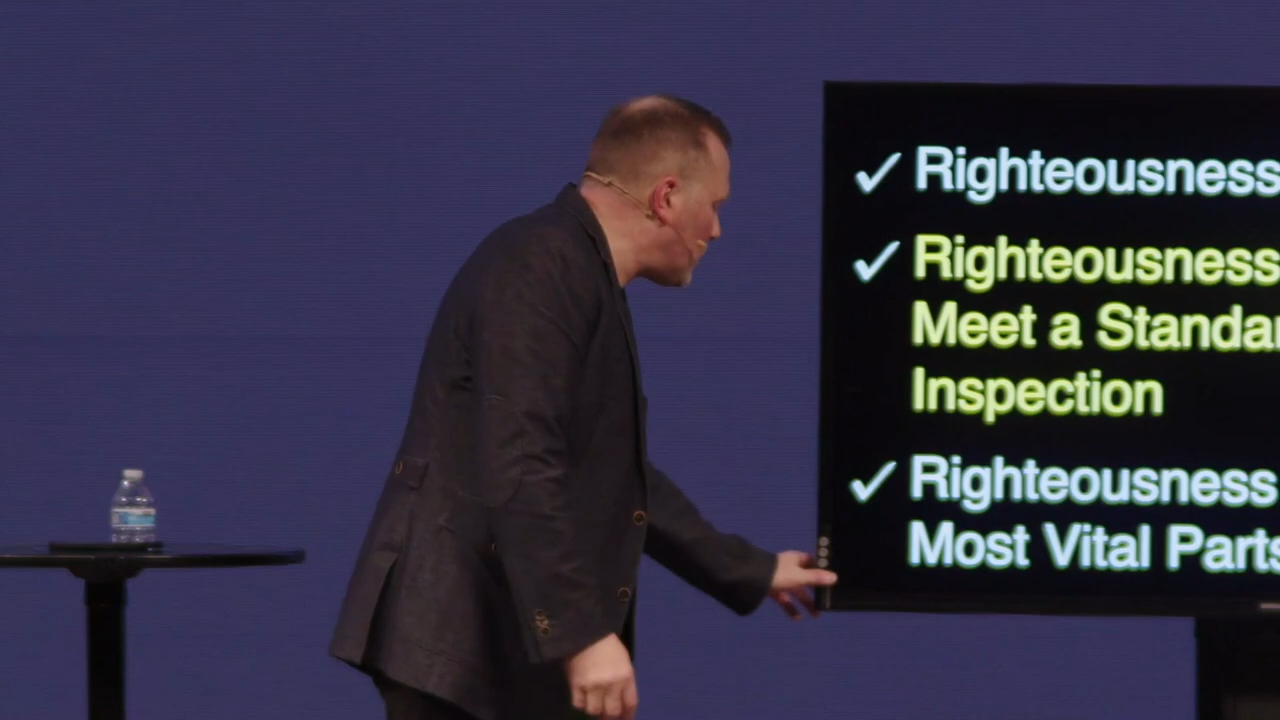 ✓ Righteousness
✓ Righteousness
Meet a
Inspection
✓ Righteousness
Most Vital Parts